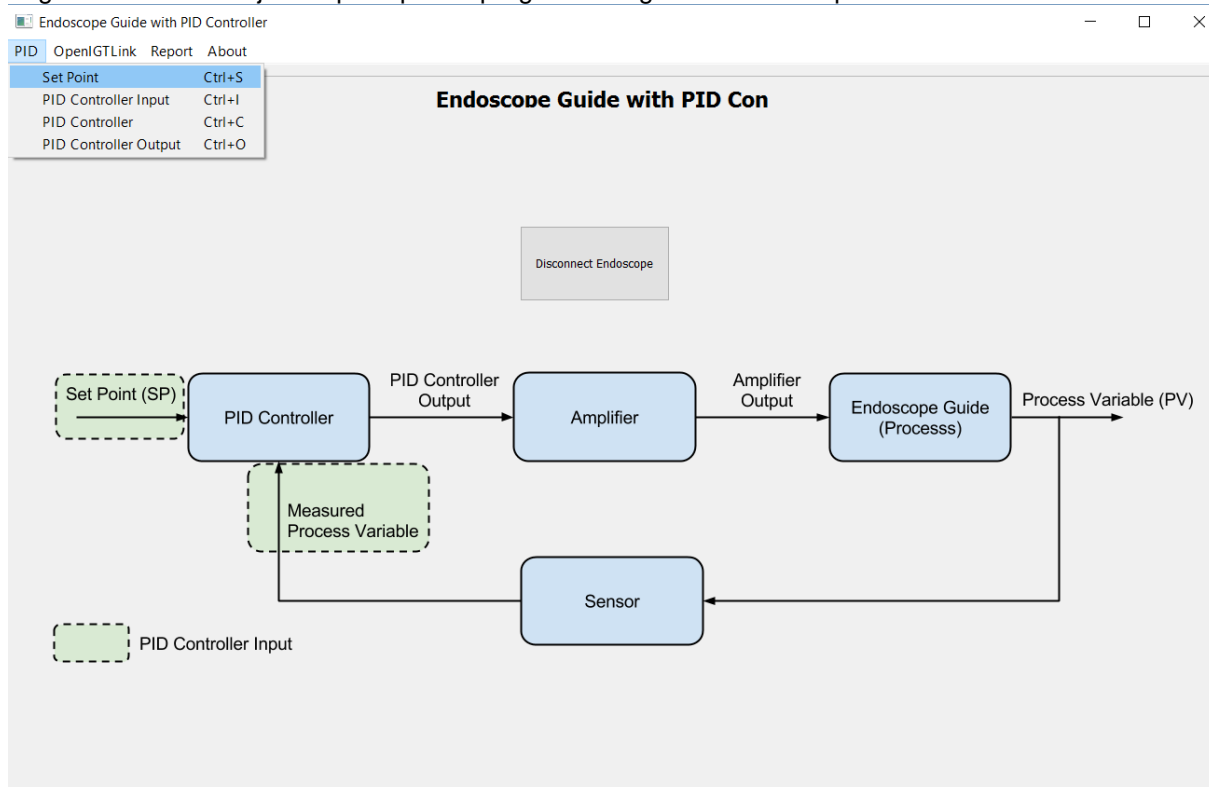 Endoscope Guide with PID Controller
PID OpenIGTLink Report About
Set Point Ctrl+S
PID Controller Input Ctrl+I
PID Controller Ctrl+C
PID Controller Output Ctrl+O
Endoscope Guide with PID Con
Disconnect Endoscope
Set Point (SP)
PID Controller
PID Controller
Output
Amplifier
Amplifier
Output
Endoscope Guide
(Processs)
Process Variable (PV)
Measured
Process Variable
Sensor
PID Controller Input